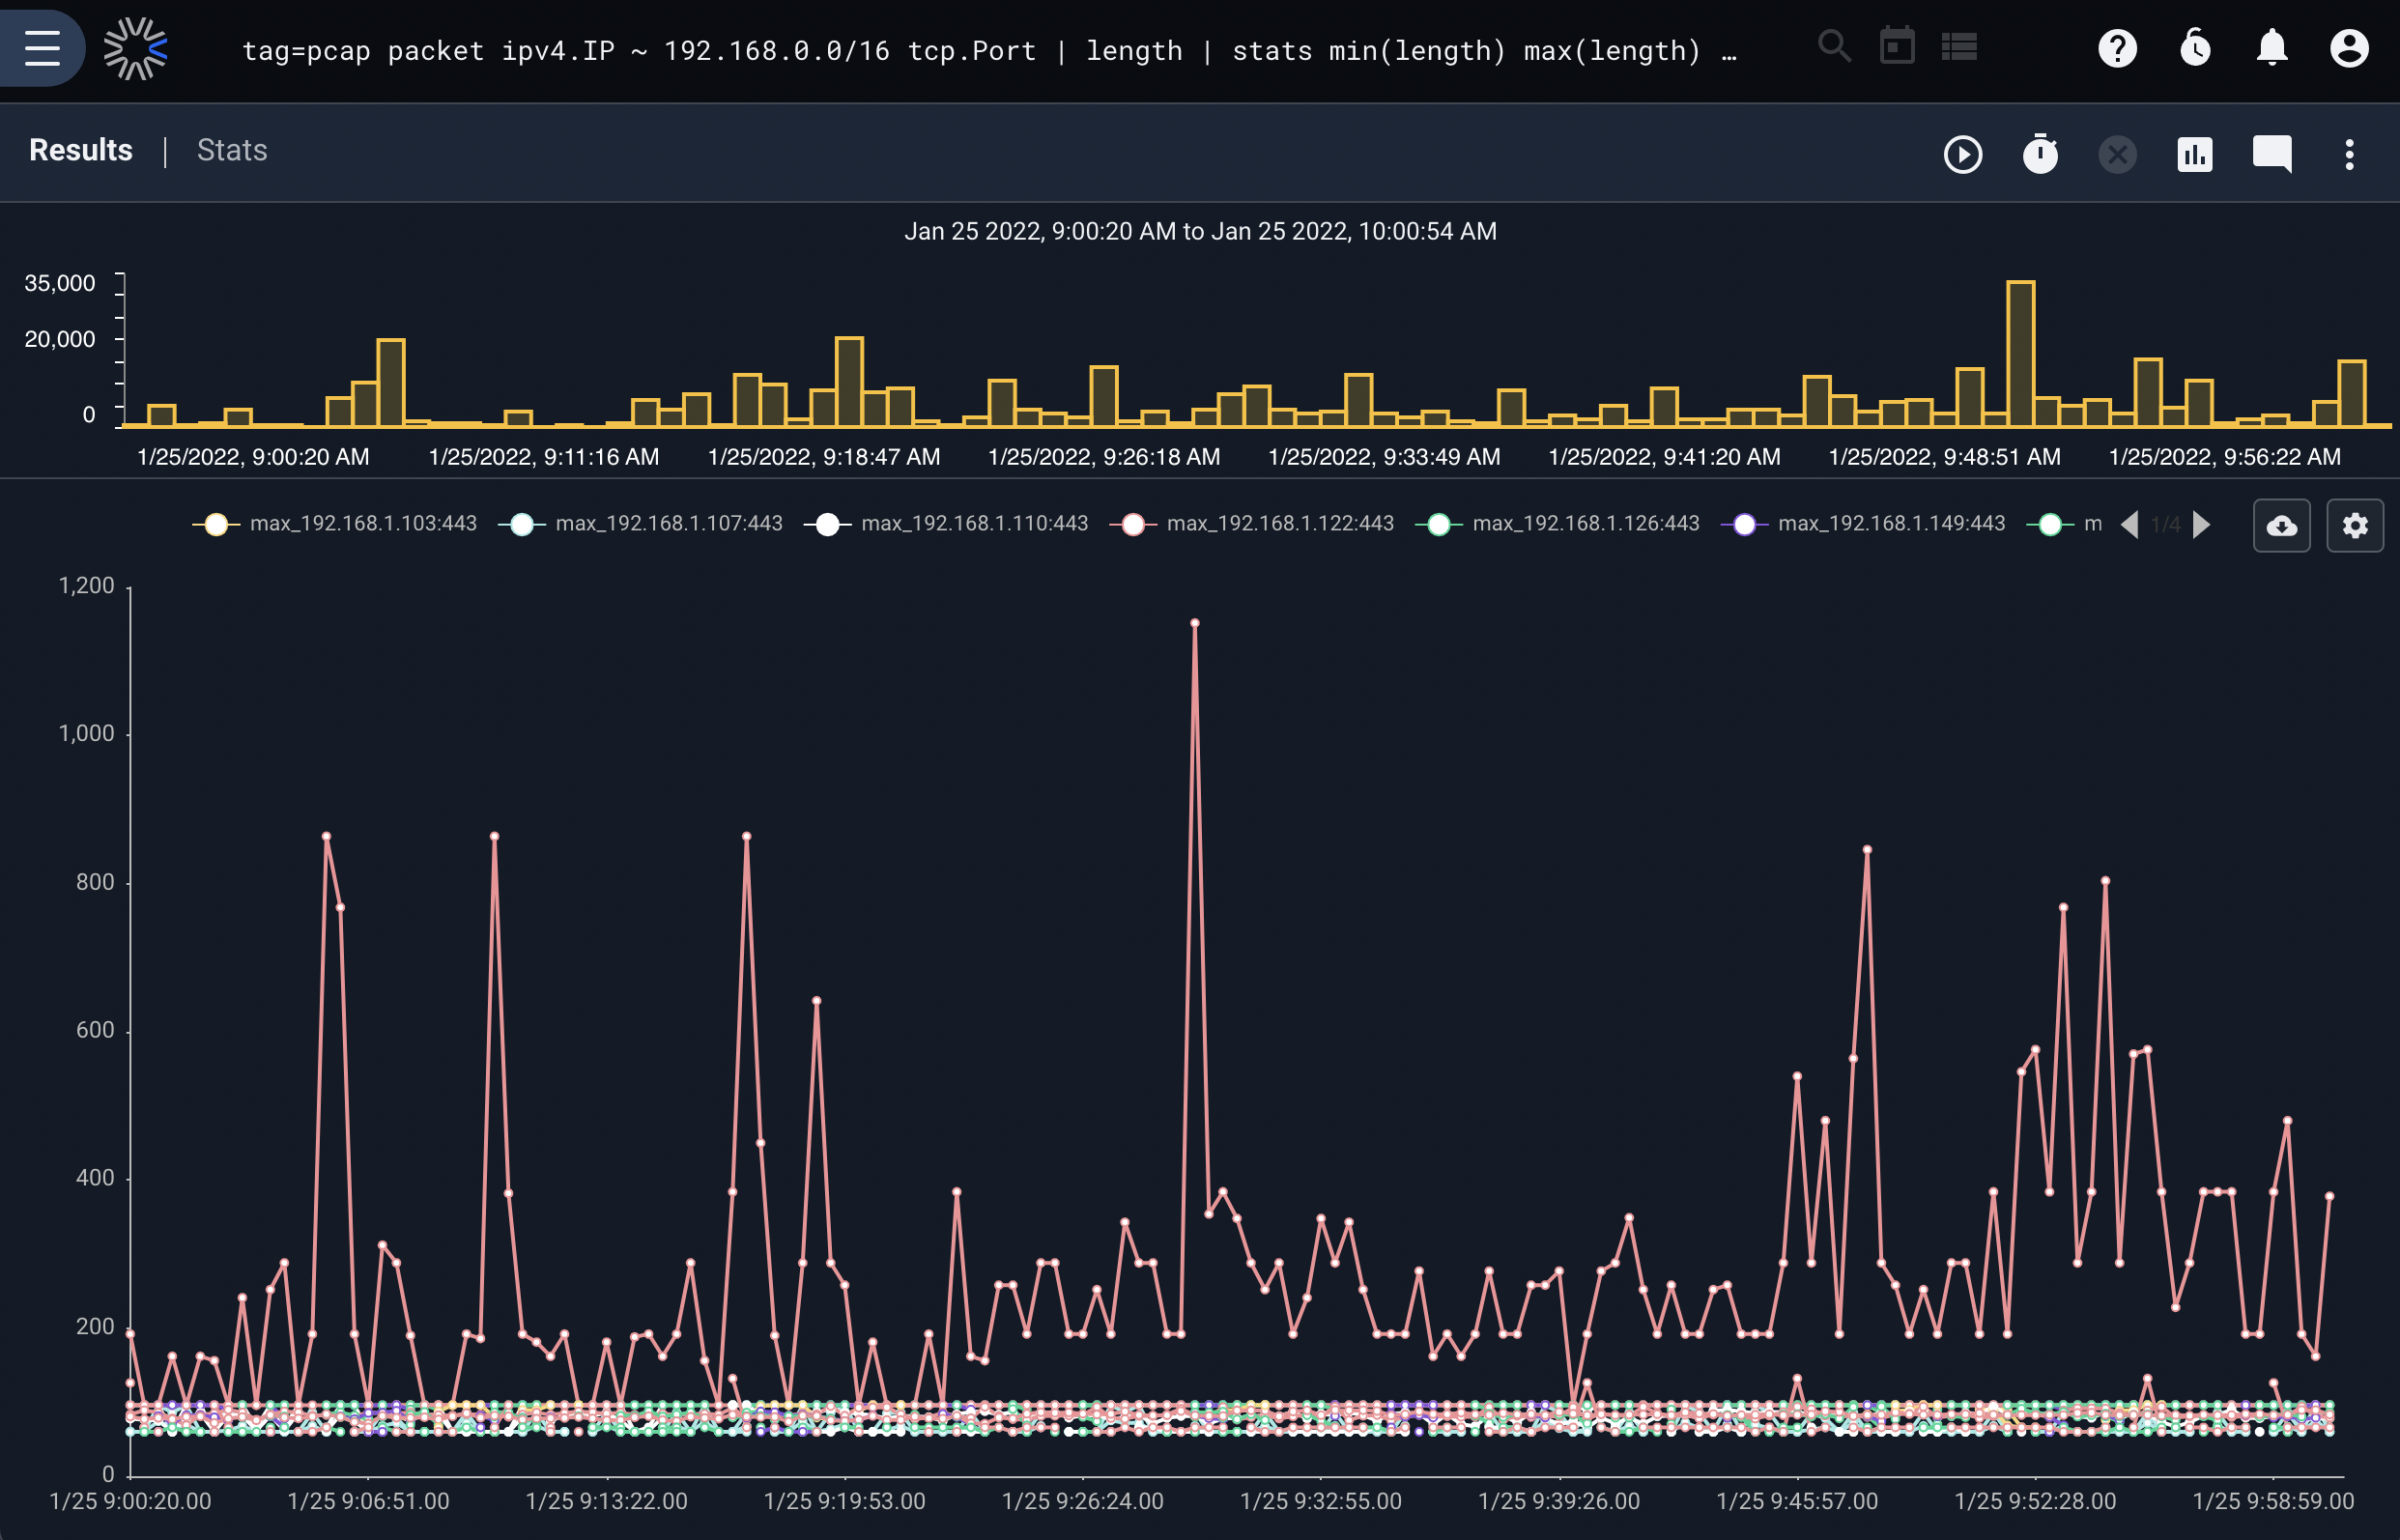 tag=pcap packet ipv4.IP ~ 192.168.0.0/16 tcp.Port | length | stats min(length) max(length) …
Results | Stats
Jan 25 2022, 9:00:20 AM to Jan 25 2022, 10:00:54 AM
35,000
20,000
0
1/25/2022, 9:00:20 AM 1/25/2022, 9:11:16 AM 1/25/2022, 9:18:47 AM 1/25/2022, 9:26:18 AM 1/25/2022, 9:33:49 AM 1/25/2022, 9:41:20 AM 1/25/2022, 9:48:51 AM 1/25/2022, 9:56:22 AM
max_192.168.1.103:443 max_192.168.1.107:443 max_192.168.1.110:443 max_192.168.1.122:443 max_192.168.1.126:443 max_192.168.1.149:443 m 1/4
1,200
1,000
800
600
400
200
0
1/25 9:00:20.00 1/25 9:06:51.00 1/25 9:13:22.00 1/25 9:19:53.00 1/25 9:26:24.00 1/25 9:32:55.00 1/25 9:39:26.00 1/25 9:45:57.00 1/25 9:52:28.00 1/25 9:58:59.00